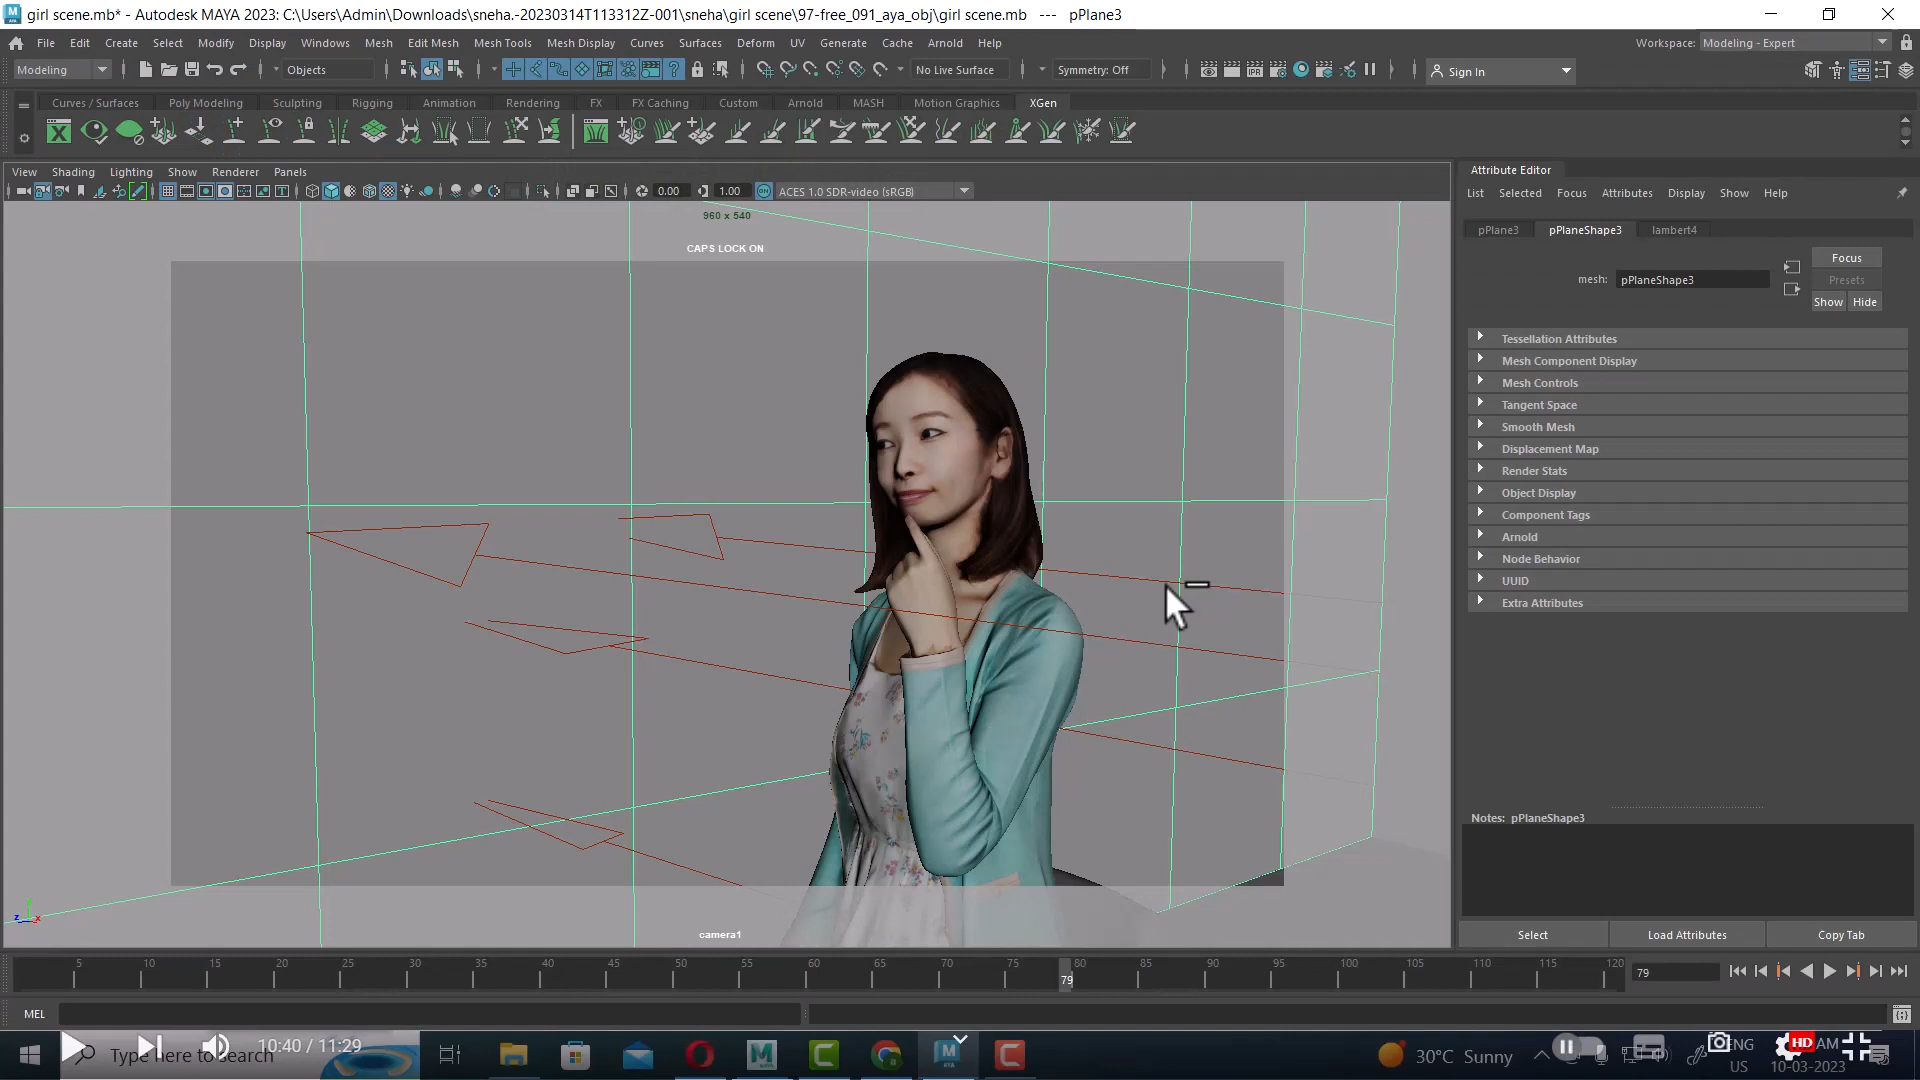 girl scene.mb* - Autodesk MAYA 2023: C:\Users\Admin\Downloads\sneha.-20230314T113312Z-001\sneha\girl scene\97-free_091_aya_obj\girl scene.mb   ---   pPlane3
File Edit Create Select Modify Display Windows Mesh Edit Mesh Mesh Tools Mesh Display Curves Surfaces Deform UV Generate Cache Arnold Help Workspace: Modeling - Expert
Modeling Objects No Live Surface Symmetry: Off Sign In
Curves / Surfaces Poly Modeling Sculpting Rigging Animation Rendering FX FX Caching Custom Arnold MASH Motion Graphics XGen
View Shading Lighting Show Renderer Panels
0.00 1.00 ACES 1.0 SDR-video (sRGB)
960 x 540
CAPS LOCK ON
camera1
Attribute Editor
List Selected Focus Attributes Display Show Help
pPlane3 pPlaneShape3 lambert4
Focus
mesh: pPlaneShape3
Presets
Show Hide
Tessellation Attributes
Mesh Component Display
Mesh Controls
Tangent Space
Smooth Mesh
Displacement Map
Render Stats
Object Display
Component Tags
Arnold
Node Behavior
UUID
Extra Attributes
Notes: pPlaneShape3
Select Load Attributes Copy Tab
5 10 15 20 25 30 35 40 45 50 55 60 65 70 75 80 85 90 95 100 105 110 115 120
79 79
MEL
Type here to search
10:40 / 11:29
30°C Sunny
ENG
US
HD AM
10-03-2023